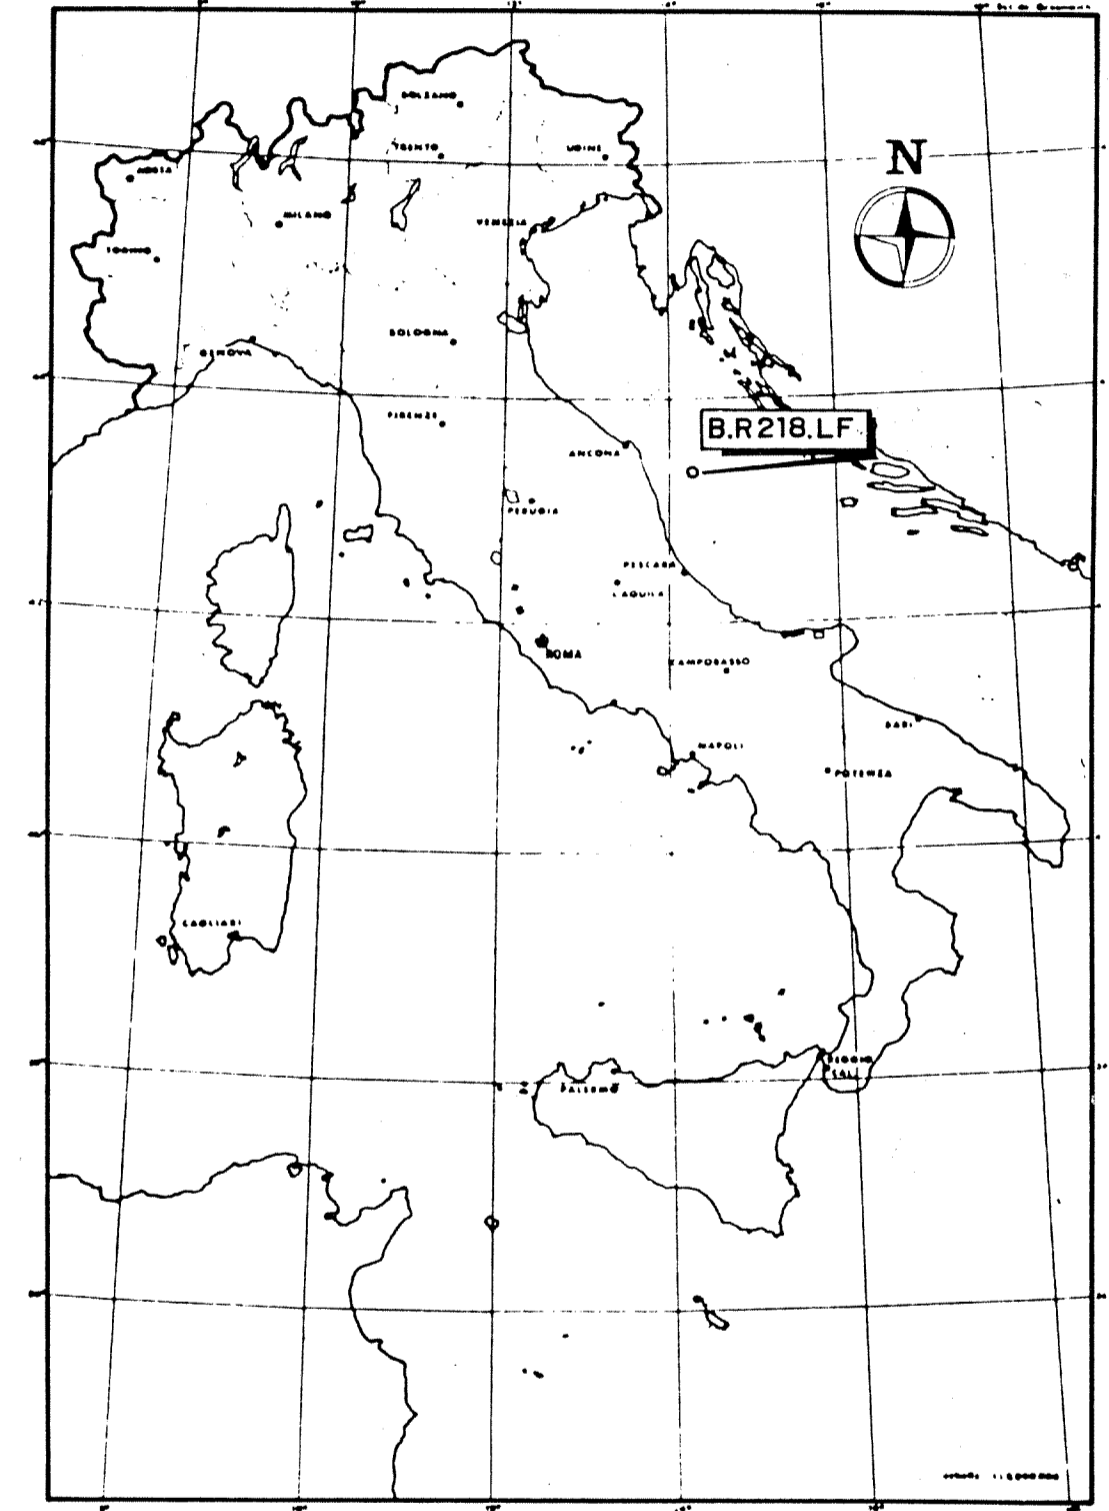 BOLZANO
TRENTO
UDINE
N
AOSTA
MILANO
VENEZIA
TORINO
BOLOGNA
GENOVA
FIRENZE
B.R218.LF
ANCONA
PERUGIA
PESCARA
L'AQUILA
ROMA
CAMPOBASSO
BARI
NAPOLI
POTENZA
CAGLIARI
REGGIO
CAL.
PALERMO